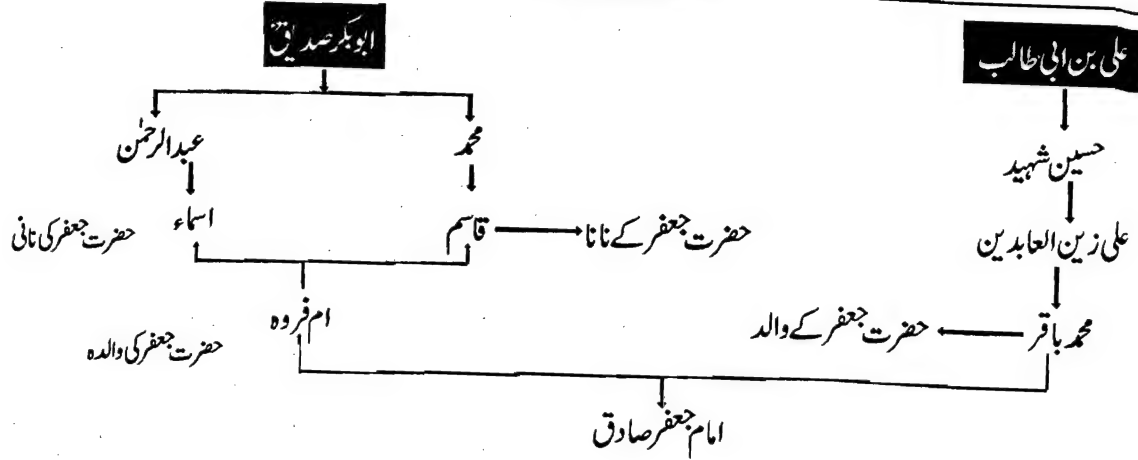 علی بن ابی طالب
ابوبکر صدیقؓ
حسین شہید
محمد
عبدالرحمٰن
علی زین العابدین
حضرت جعفر کے نانا
قاسم
اسماء
حضرت جعفر کی نانی
محمد باقر
حضرت جعفر کے والد
ام فروہ
حضرت جعفر کی والدہ
امام جعفر صادق